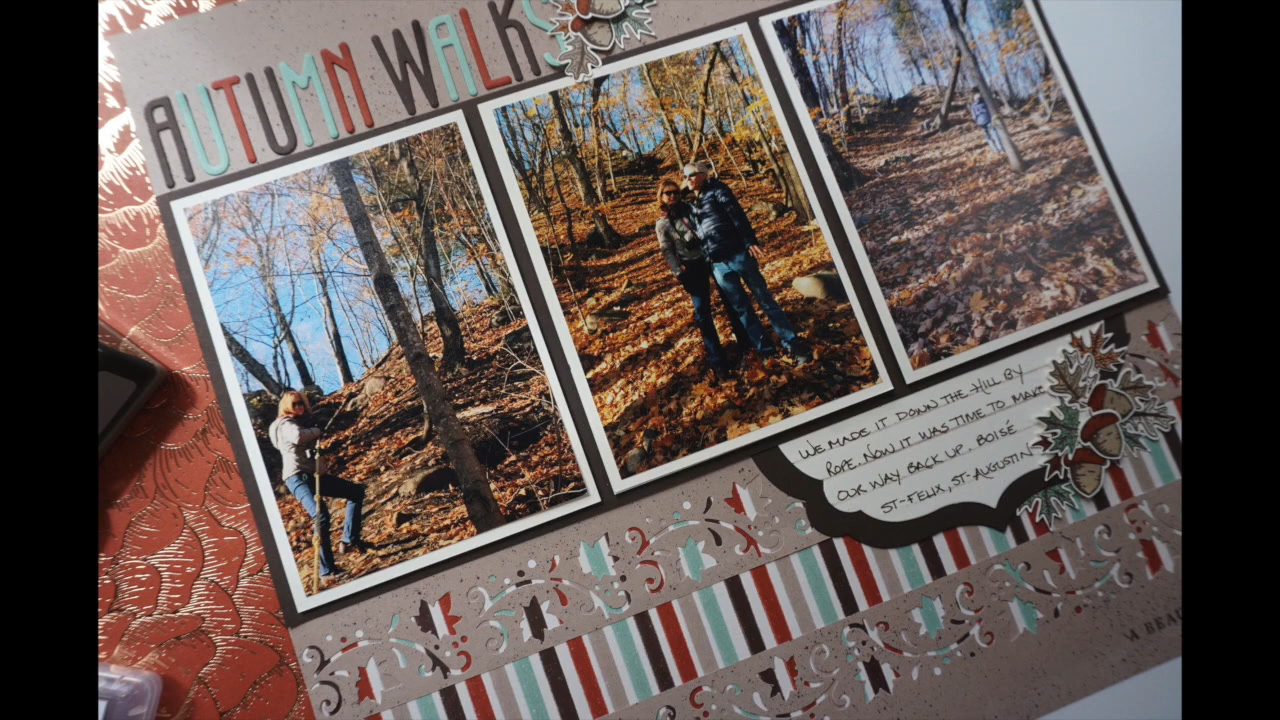 AUTUMN WALKS
WE MADE IT DOWN THE HILL BY
ROPE. NOW IT WAS TIME TO MAKE
OUR WAY BACK UP. BOISÉ
ST-FELIX, ST-AUGUSTIN
"A BEAU